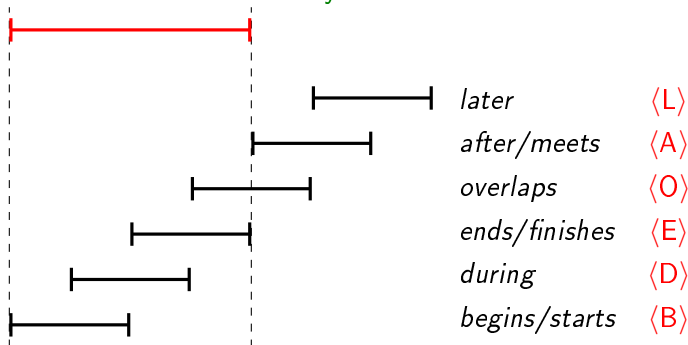 later ⟨L⟩
after/meets ⟨A⟩
overlaps ⟨O⟩
ends/finishes ⟨E⟩
during ⟨D⟩
begins/starts ⟨B⟩